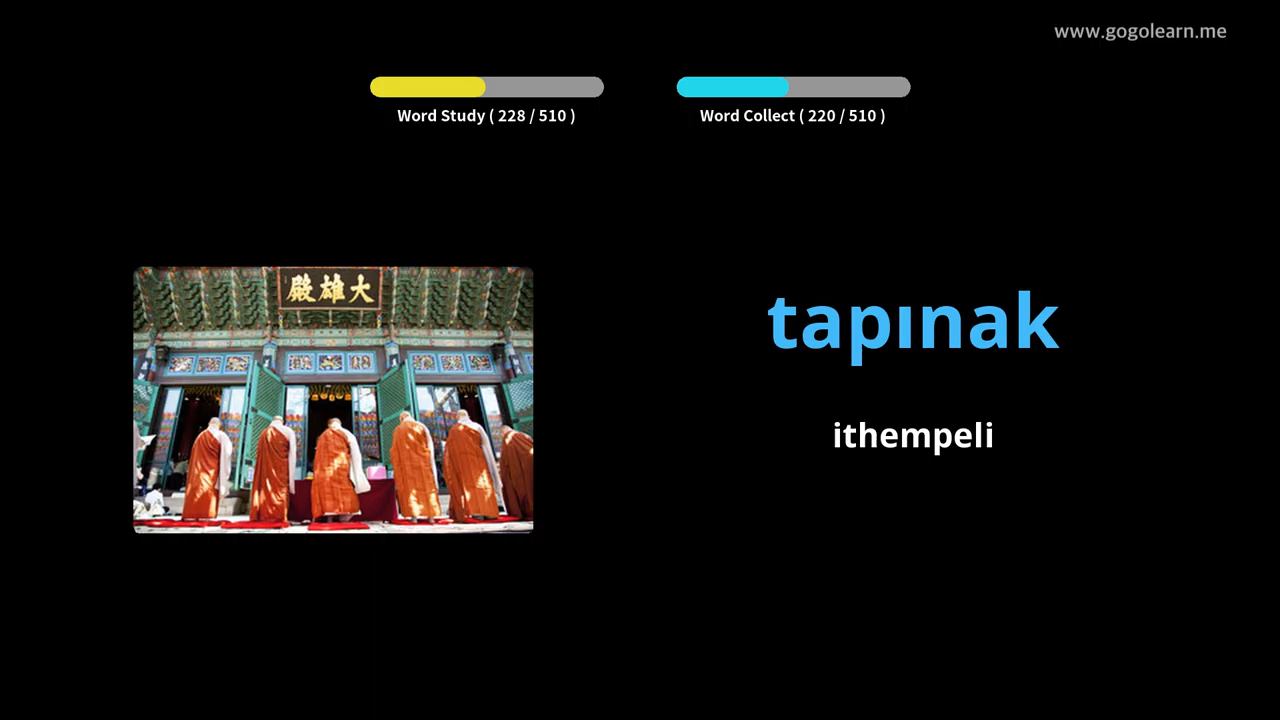 www.gogolearn.me
Word Study ( 228 / 510 )
Word Collect ( 220 / 510 )
殿雄大
tapınak
ithempeli